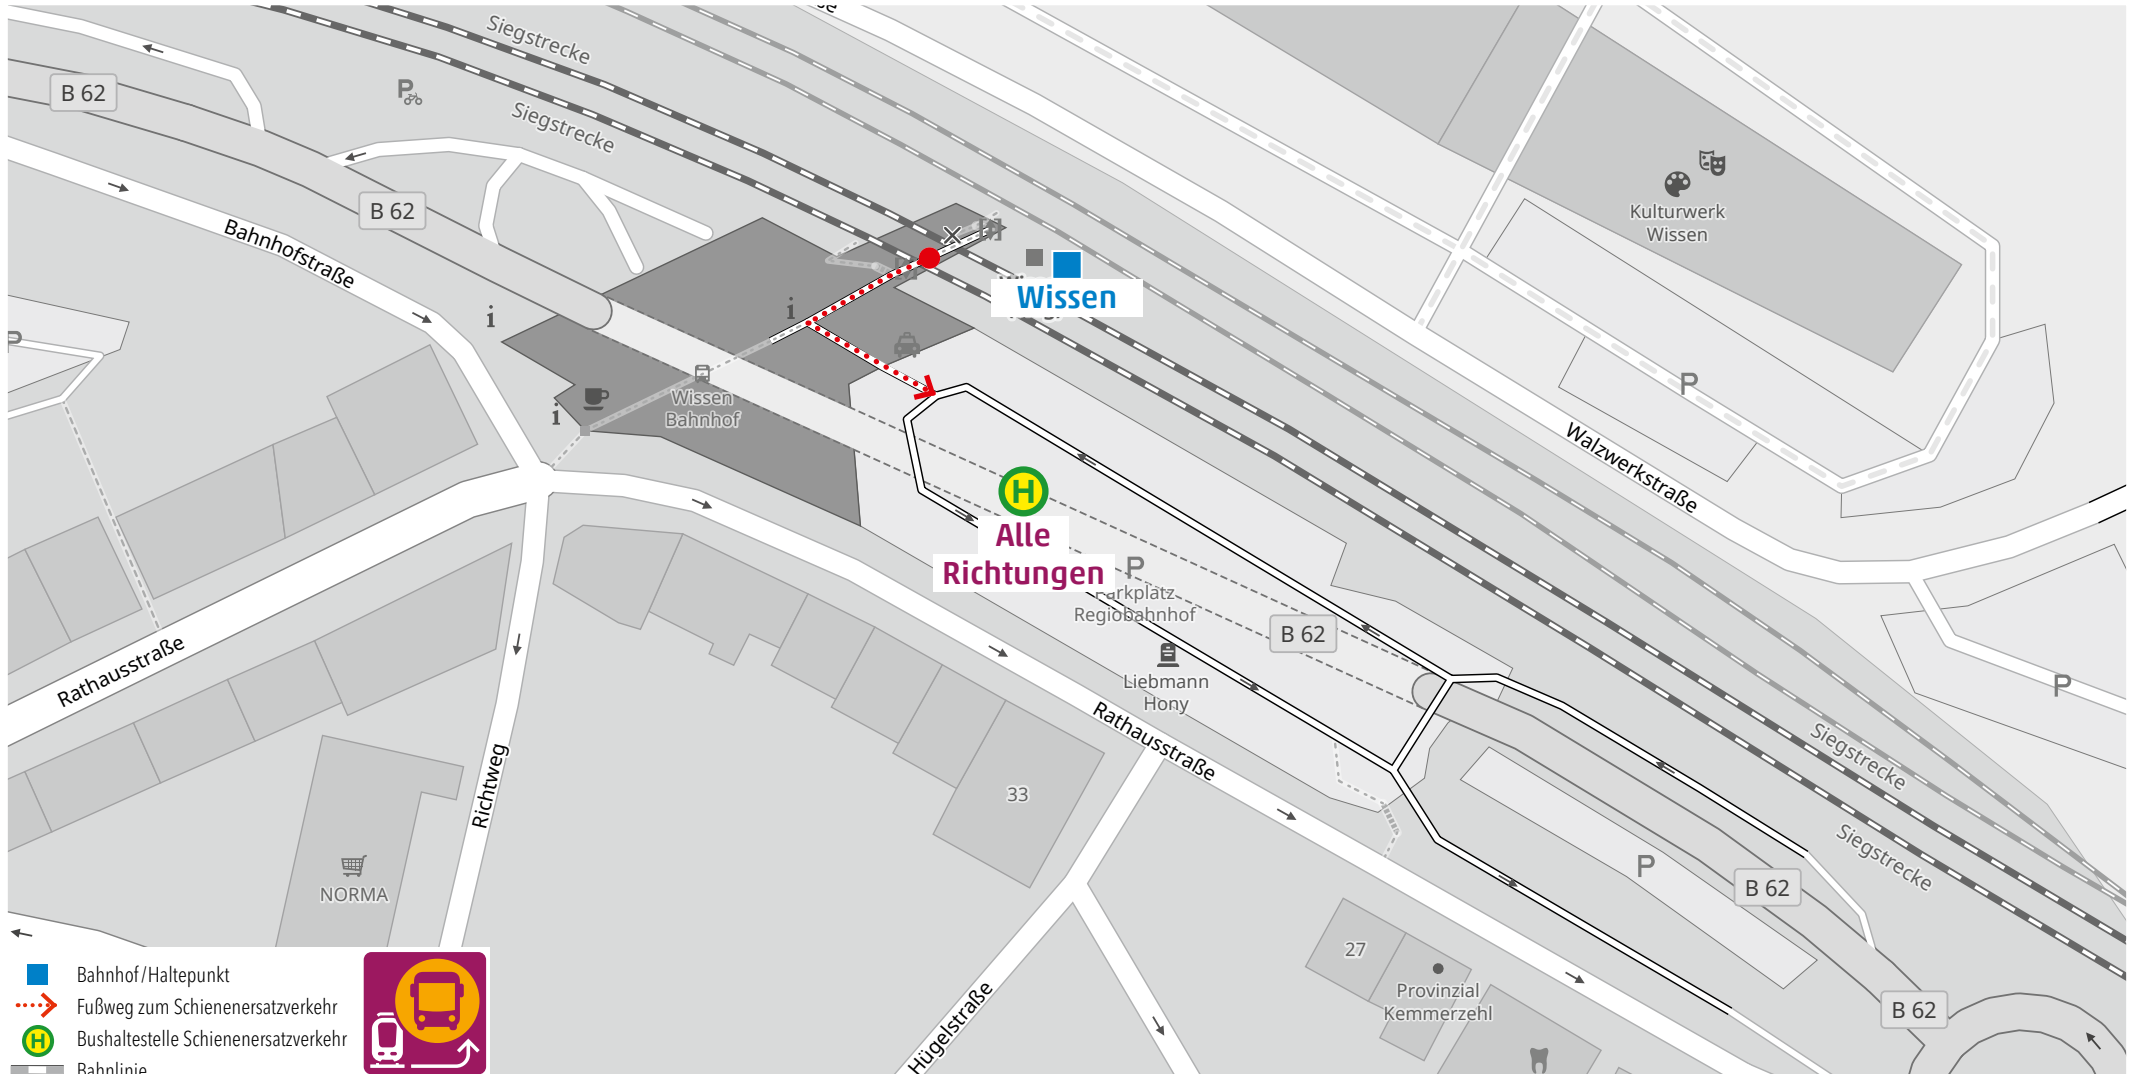 Siegstrecke
B 62
P
Siegstrecke
B 62
Kulturwerk
Wissen
Bahnhofstraße
Wissen
i
i
P
Wissen
Bahnhof
i
P
Walzwerkstraße
H
Alle
Richtungen
P
Parkplatz
Regiobahnhof
B 62
Rathausstraße
Liebmann
Hony
P
Rathausstraße
Siegstrecke
Richtweg
33
Siegstrecke
P
B 62
NORMA
27
Provinzial
Kemmerzehl
B 62
Hügelstraße
Bahnhof/Haltepunkt
Fußweg zum Schienenersatzverkehr
H Bushaltestelle Schienenersatzverkehr
Bahnlinie